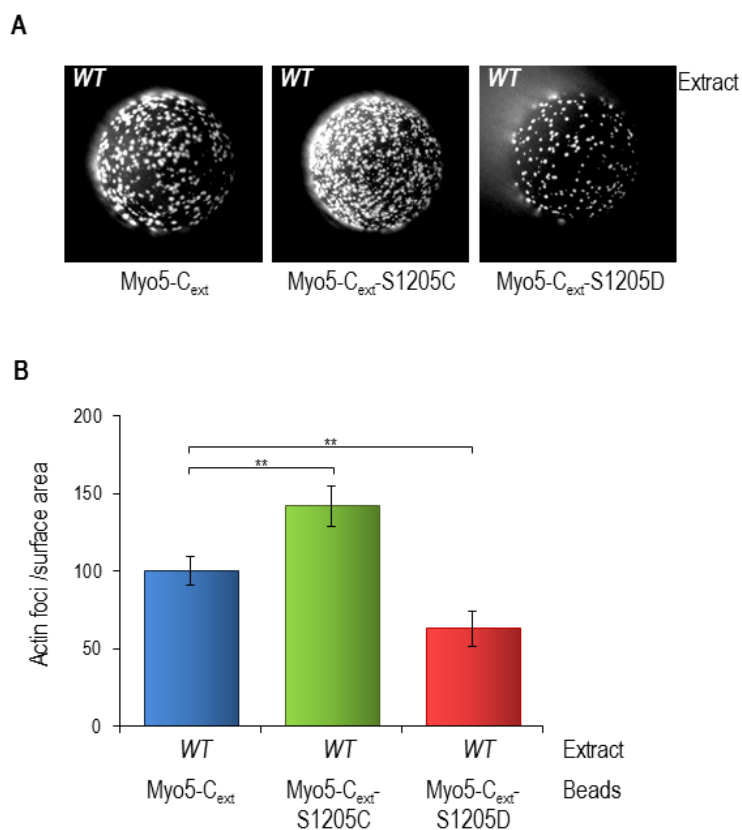 A
WT WT WT Extract
Myo5-Cext Myo5-Cext-S1205C Myo5-Cext-S1205D
B
200
**
**
150
100
50
0
Actin foci /surface area
WT WT WT Extract
Myo5-Cext Myo5-Cext- Myo5-Cext- Beads
S1205C S1205D